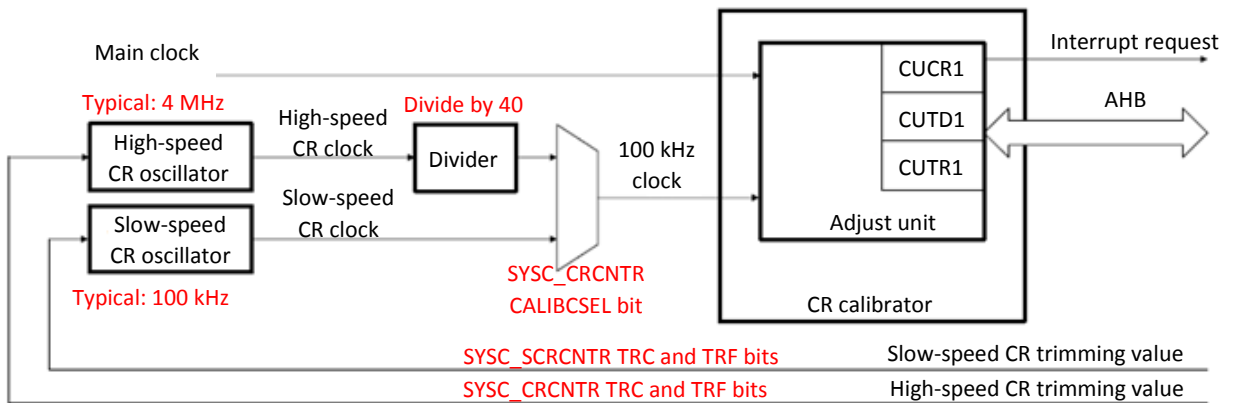 Main clock
Typical: 4 MHz
High-speed
CR oscillator
High-speed
CR clock
Divide by 40
Divider
Slow-speed
CR oscillator
Slow-speed
CR clock
Typical: 100 kHz
100 kHz
clock
SYSC_CRCNTR
CALIBCSEL bit
CUCR1
CUTD1
CUTR1
Adjust unit
CR calibrator
Interrupt request
AHB
SYSC_SCRCNTR TRC and TRF bits
Slow-speed CR trimming value
SYSC_CRCNTR TRC and TRF bits
High-speed CR trimming value